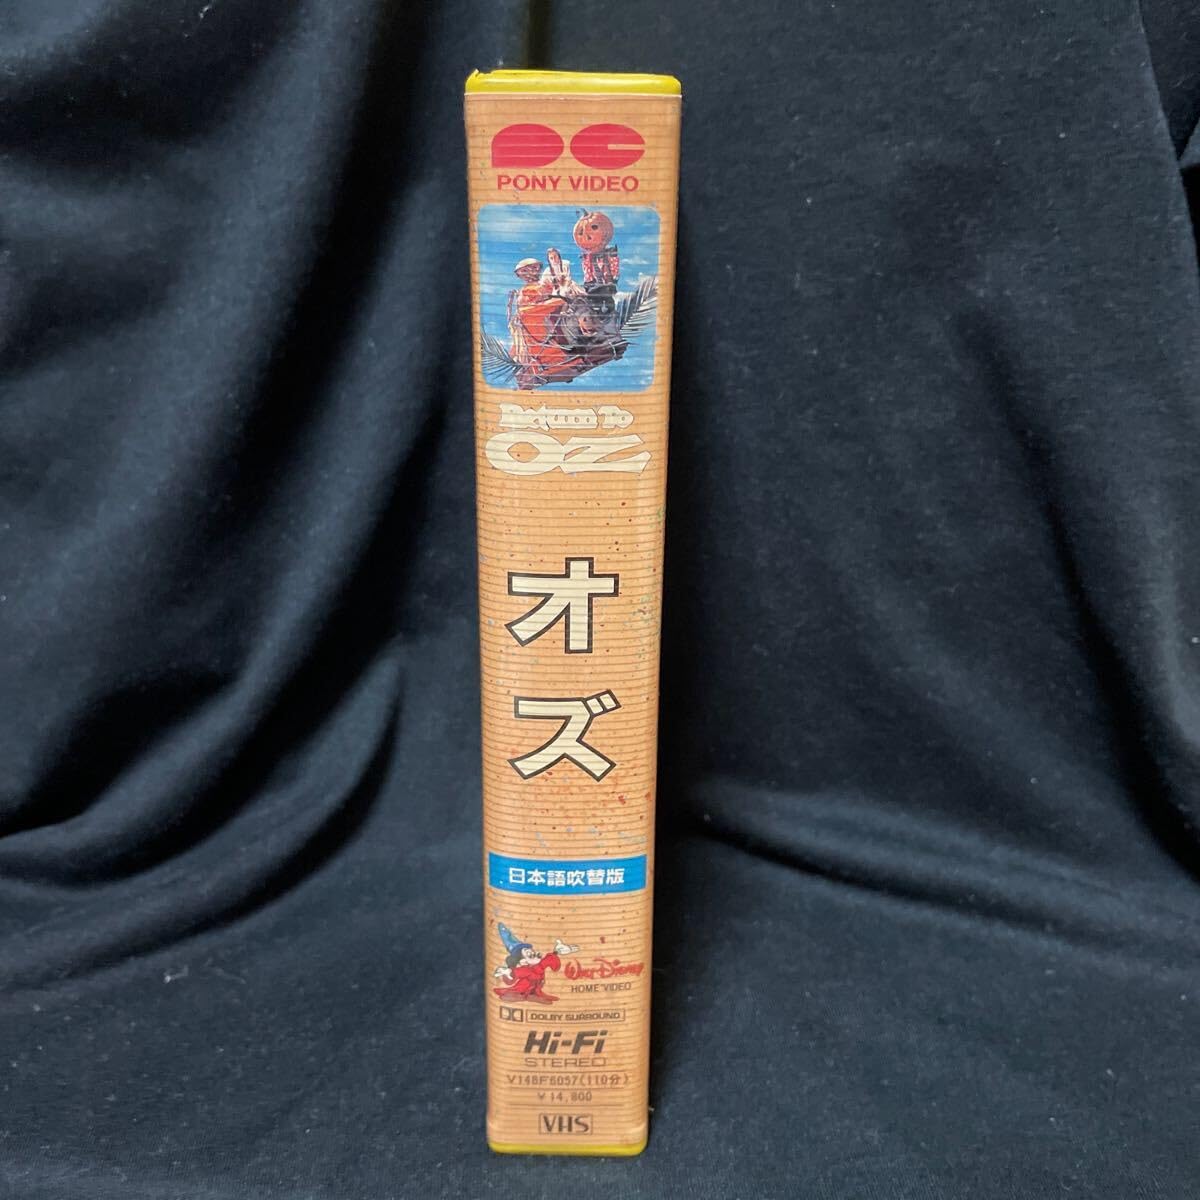 PC
PONY VIDEO
Return To
OZ
オズ
日本語吹替版
WALT DISNEY
HOME VIDEO
DOLBY SURROUND
Hi-Fi
STEREO
V148F6057(110分)
¥14,800
VHS